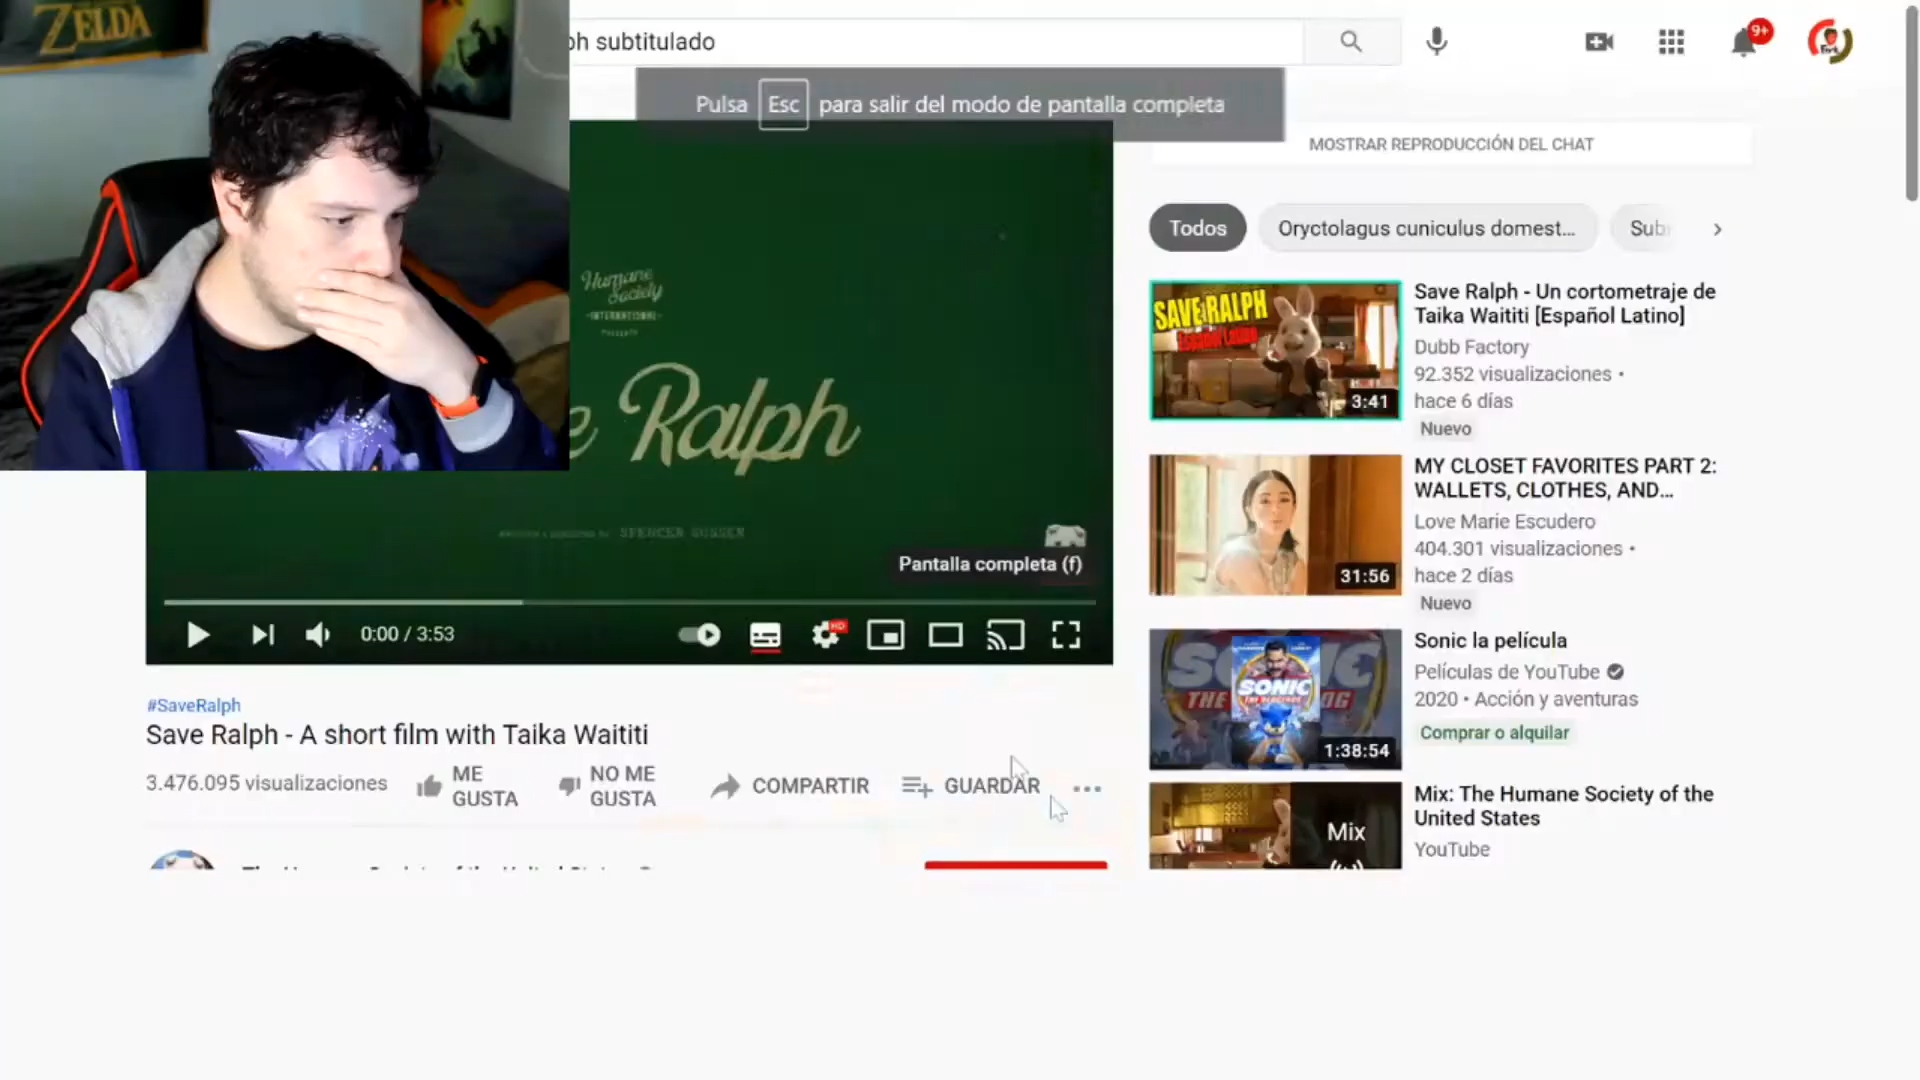 ZELDA
ph subtitulado
9+
Pulsa Esc para salir del modo de pantalla completa
MOSTRAR REPRODUCCIÓN DEL CHAT
Todos
Oryctolagus cuniculus domest...
Sub
Humane
Society
INTERNATIONAL
PRESENTS
e Ralph
SPENCER SUSSER
Pantalla completa (f)
0:00 / 3:53
HD
#SaveRalph
Save Ralph - A short film with Taika Waititi
3.476.095 visualizaciones
ME GUSTA
NO ME GUSTA
COMPARTIR
GUARDAR
SAVE RALPH
Español Latino
3:41
Save Ralph - Un cortometraje de
Taika Waititi [Español Latino]
Dubb Factory
92.352 visualizaciones •
hace 6 días
Nuevo
31:56
MY CLOSET FAVORITES PART 2:
WALLETS, CLOTHES, AND...
Love Marie Escudero
404.301 visualizaciones •
hace 2 días
Nuevo
SONIC
THE
OG
1:38:54
Sonic la película
Películas de YouTube
2020 • Acción y aventuras
Comprar o alquilar
Mix
Mix: The Humane Society of the
United States
YouTube